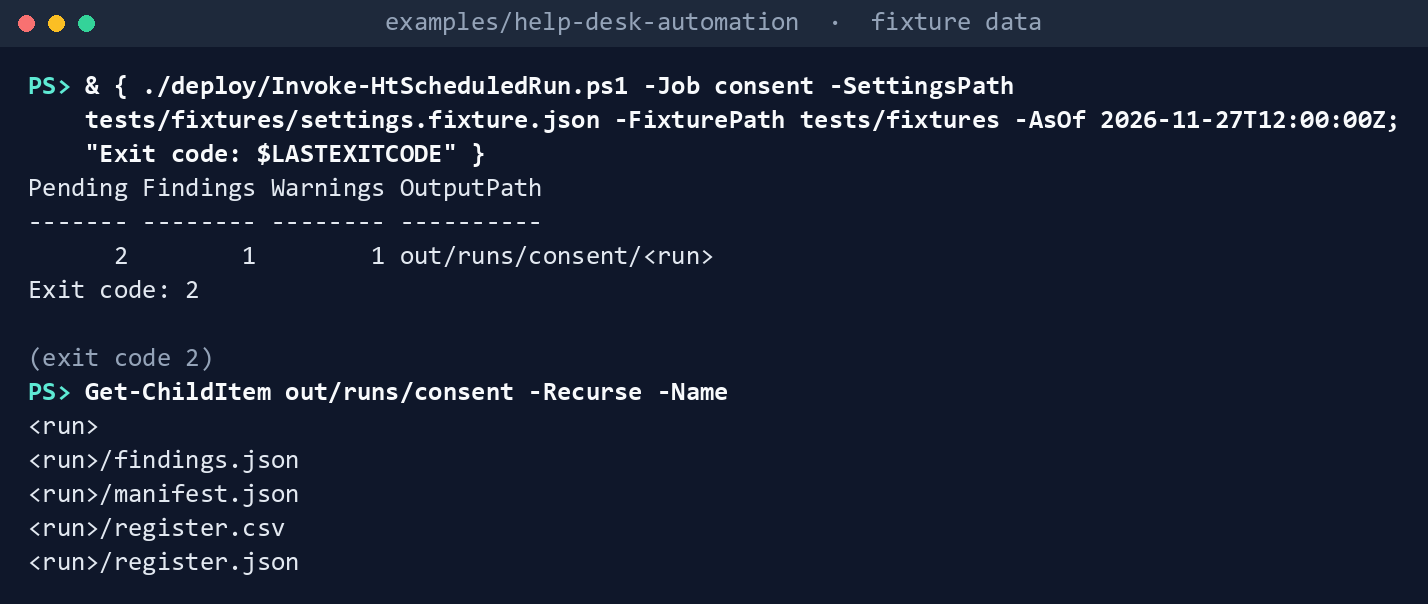 examples/help-desk-automation · fixture data
PS> & { ./deploy/Invoke-HtScheduledRun.ps1 -Job consent -SettingsPath
tests/fixtures/settings.fixture.json -FixturePath tests/fixtures -AsOf 2026-11-27T12:00:00Z;
"Exit code: $LASTEXITCODE" }
Pending Findings Warnings OutputPath
------- -------- -------- ----------
2 1 1 out/runs/consent/<run>
Exit code: 2
(exit code 2)
PS> Get-ChildItem out/runs/consent -Recurse -Name
<run>
<run>/findings.json
<run>/manifest.json
<run>/register.csv
<run>/register.json